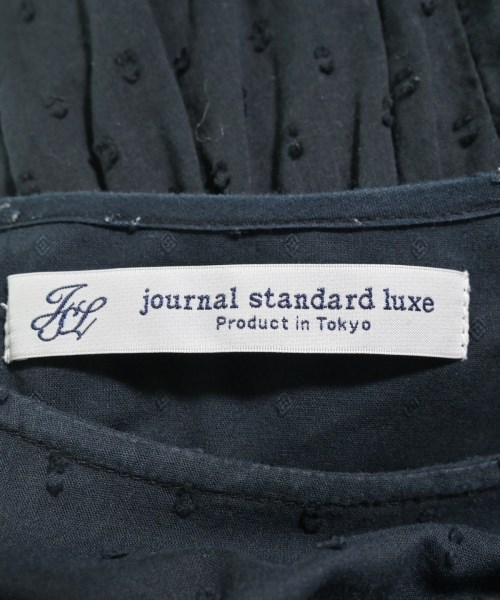 JSL
journal standard luxe
Product in Tokyo